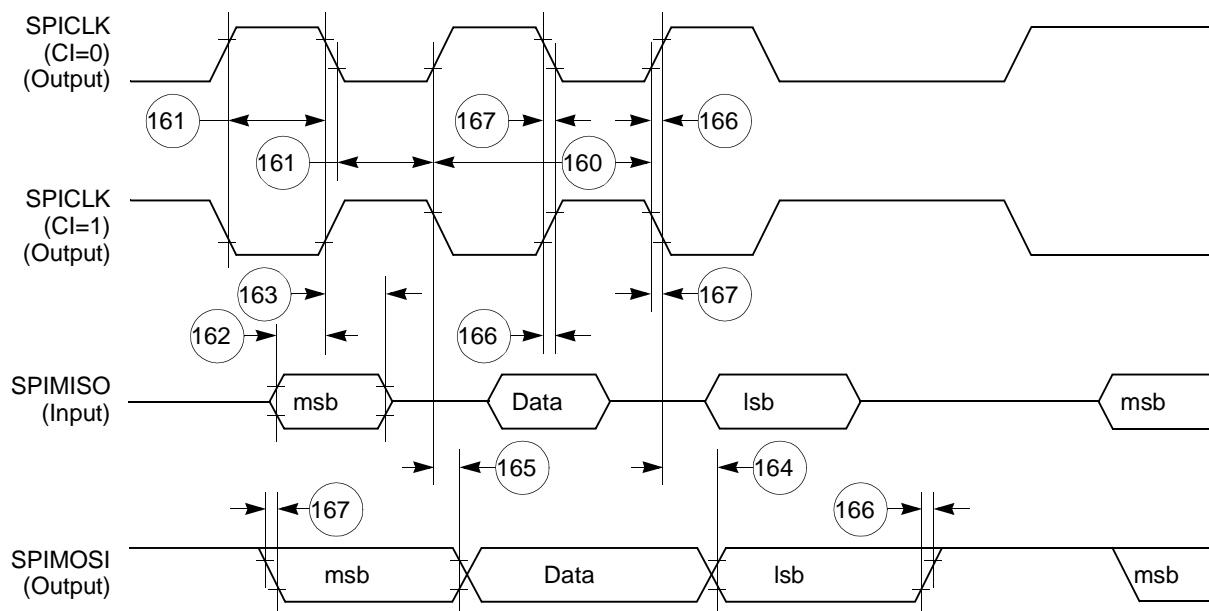 SPICLK
(CI=0)
(Output)
161
167
166
161
160
SPICLK
(CI=1)
(Output)
163
167
162
166
SPIMISO
(Input)
msb
Data
lsb
msb
165
164
167
166
SPIMOSI
(Output)
msb
Data
lsb
msb